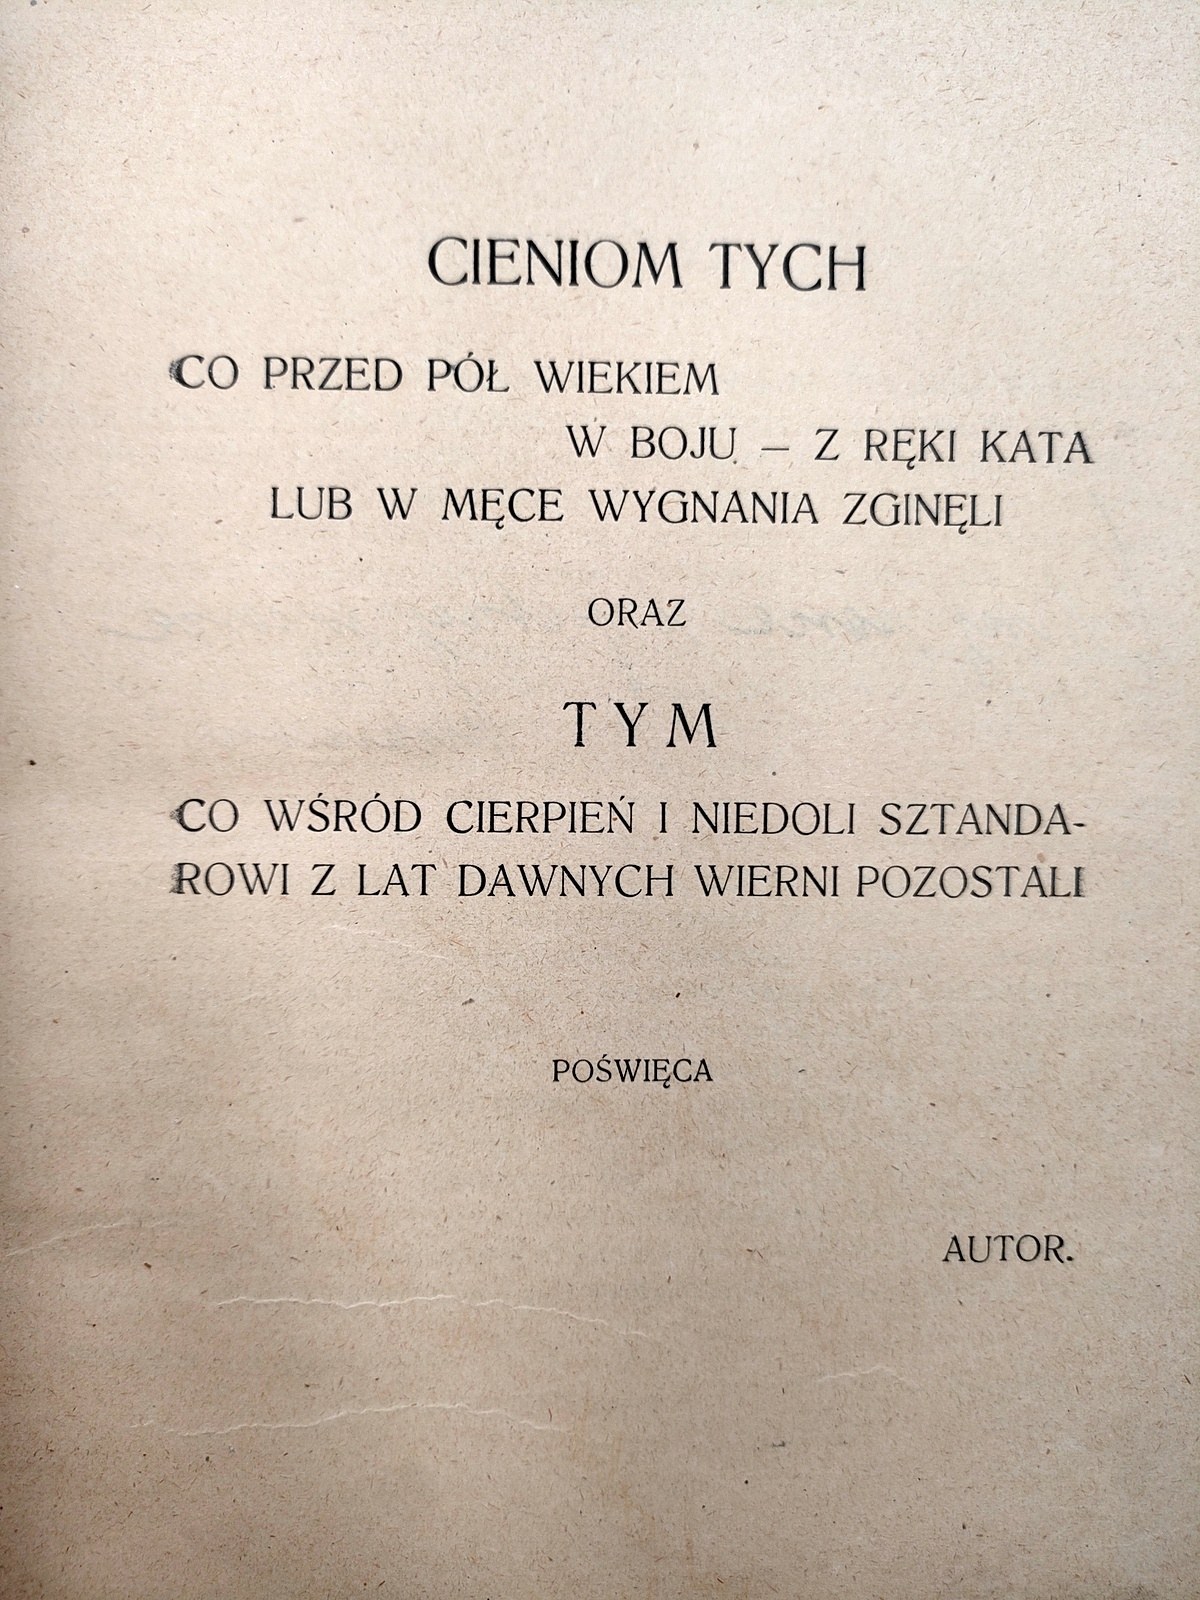 CIENIOM TYCH
CO PRZED PÓŁ WIEKIEM
W BOJU – Z RĘKI KATA
LUB W MĘCE WYGNANIA ZGINĘLI
ORAZ
TYM
CO WŚRÓD CIERPIEŃ I NIEDOLI SZTANDA-
ROWI Z LAT DAWNYCH WIERNI POZOSTALI
POŚWIĘCA
AUTOR.